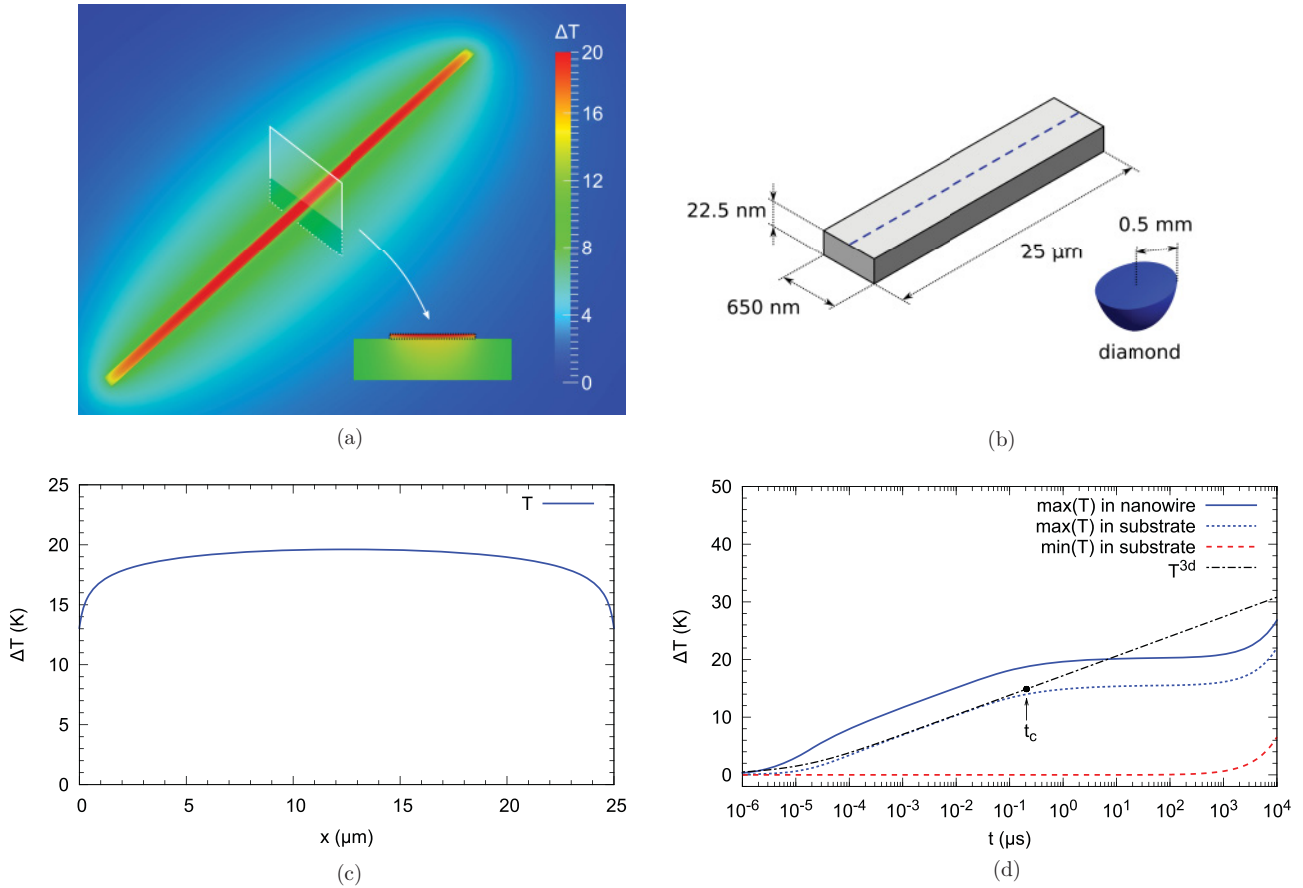 ΔT
20
16
12
8
4
0
(a)
22.5 nm
650 nm
25 μm
0.5 mm
diamond
(b)
25
20
15
10
5
0
ΔT (K)
T
0 5 10 15 20 25
x (μm)
(c)
50
40
30
20
10
0
ΔT (K)
max(T) in nanowire
max(T) in substrate
min(T) in substrate
T^3d
t_c
10^-6 10^-5 10^-4 10^-3 10^-2 10^-1 10^0 10^1 10^2 10^3 10^4
t (μs)
(d)